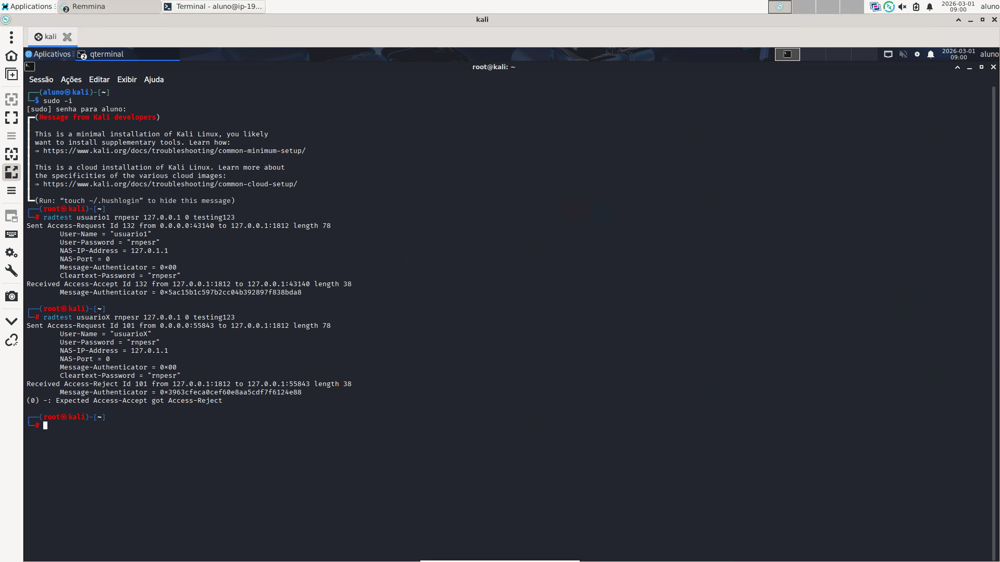 Applications
2
Remmina
Terminal - aluno@ip-19...
2026-03-01
09:00
aluno
kali
kali
Aplicativos
2
qterminal
2026-03-01
09:00
aluno
root@kali: ~
Sessão Ações Editar Exibir Ajuda
┌──(aluno㉿kali)-[~]
└─$ sudo -i
[sudo] senha para aluno:
┏━(Message from Kali developers)
┃
┃ This is a minimal installation of Kali Linux, you likely
┃ want to install supplementary tools. Learn how:
┃ ⇒ https://www.kali.org/docs/troubleshooting/common-minimum-setup/
┃
┃ This is a cloud installation of Kali Linux. Learn more about
┃ the specificities of the various cloud images:
┃ ⇒ https://www.kali.org/docs/troubleshooting/common-cloud-setup/
┃
┗━(Run: “touch ~/.hushlogin” to hide this message)
┌──(root㉿kali)-[~]
└─# radtest usuario1 rnpesr 127.0.0.1 0 testing123
Sent Access-Request Id 132 from 0.0.0.0:43140 to 127.0.0.1:1812 length 78
User-Name = "usuario1"
User-Password = "rnpesr"
NAS-IP-Address = 127.0.1.1
NAS-Port = 0
Message-Authenticator = 0×00
Cleartext-Password = "rnpesr"
Received Access-Accept Id 132 from 127.0.0.1:1812 to 127.0.0.1:43140 length 38
Message-Authenticator = 0×5ac15b1c597b2cc04b392897f838bda8

┌──(root㉿kali)-[~]
└─# radtest usuarioX rnpesr 127.0.0.1 0 testing123
Sent Access-Request Id 101 from 0.0.0.0:55843 to 127.0.0.1:1812 length 78
User-Name = "usuarioX"
User-Password = "rnpesr"
NAS-IP-Address = 127.0.1.1
NAS-Port = 0
Message-Authenticator = 0×00
Cleartext-Password = "rnpesr"
Received Access-Reject Id 101 from 127.0.0.1:1812 to 127.0.0.1:55843 length 38
Message-Authenticator = 0×3963cfeca0cef60e8aa5cdf7f6124e88
(0) -: Expected Access-Accept got Access-Reject

┌──(root㉿kali)-[~]
└─#